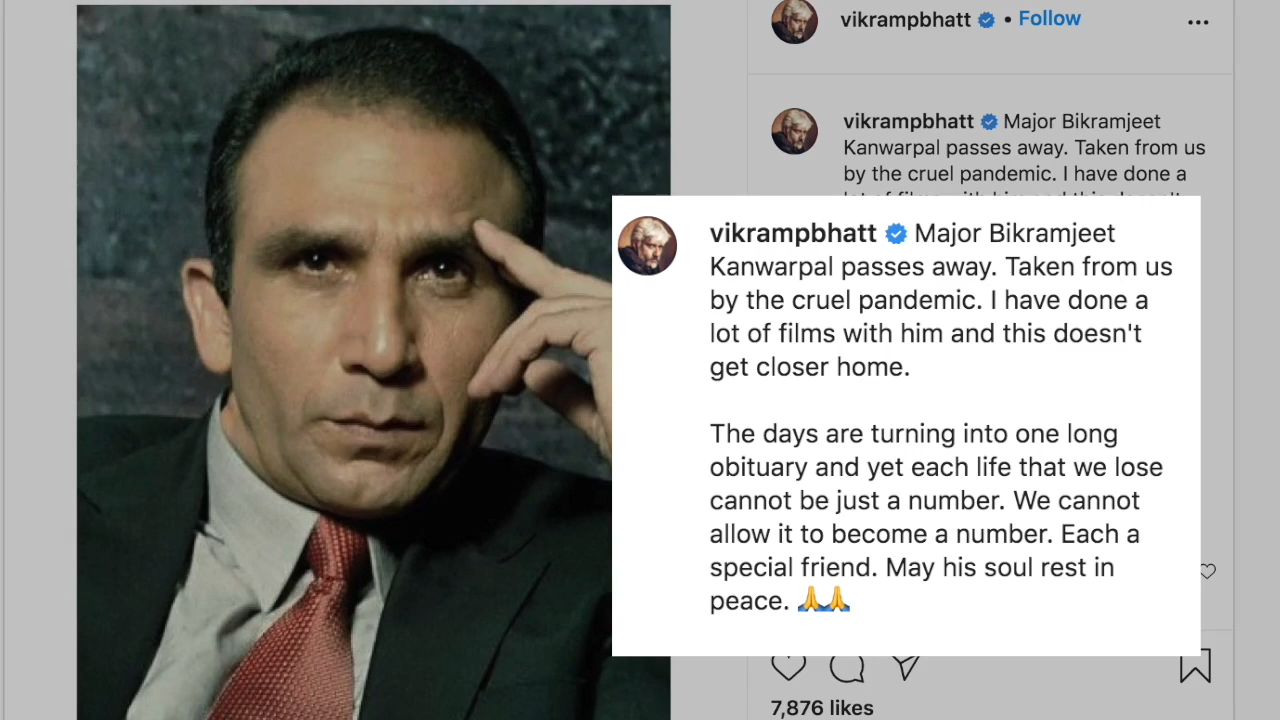 vikrampbhatt • Follow
vikrampbhatt Major Bikramjeet
Kanwarpal passes away. Taken from us
by the cruel pandemic. I have done a
vikrampbhatt Major Bikramjeet
Kanwarpal passes away. Taken from us
by the cruel pandemic. I have done a
lot of films with him and this doesn't
get closer home.
The days are turning into one long
obituary and yet each life that we lose
cannot be just a number. We cannot
allow it to become a number. Each a
special friend. May his soul rest in
peace. 🙏🙏
7,876 likes